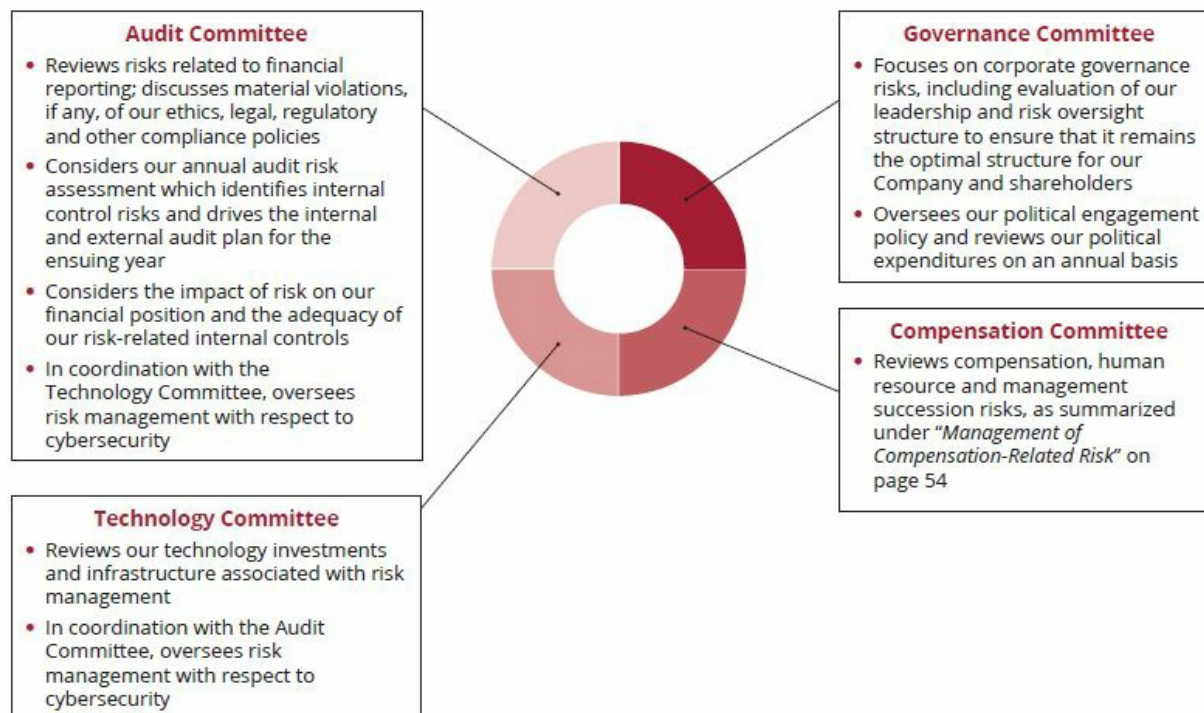 Audit Committee
• Reviews risks related to financial
reporting; discusses material violations,
if any, of our ethics, legal, regulatory
and other compliance policies
• Considers our annual audit risk
assessment which identifies internal
control risks and drives the internal
and external audit plan for the
ensuing year
• Considers the impact of risk on our
financial position and the adequacy of
our risk-related internal controls
• In coordination with the
Technology Committee, oversees
risk management with respect to
cybersecurity
Technology Committee
• Reviews our technology investments
and infrastructure associated with risk
management
• In coordination with the Audit
Committee, oversees risk
management with respect to
cybersecurity
Governance Committee
• Focuses on corporate governance
risks, including evaluation of our
leadership and risk oversight
structure to ensure that it remains
the optimal structure for our
Company and shareholders
• Oversees our political engagement
policy and reviews our political
expenditures on an annual basis
Compensation Committee
• Reviews compensation, human
resource and management
succession risks, as summarized
under “Management of
Compensation-Related Risk” on
page 54